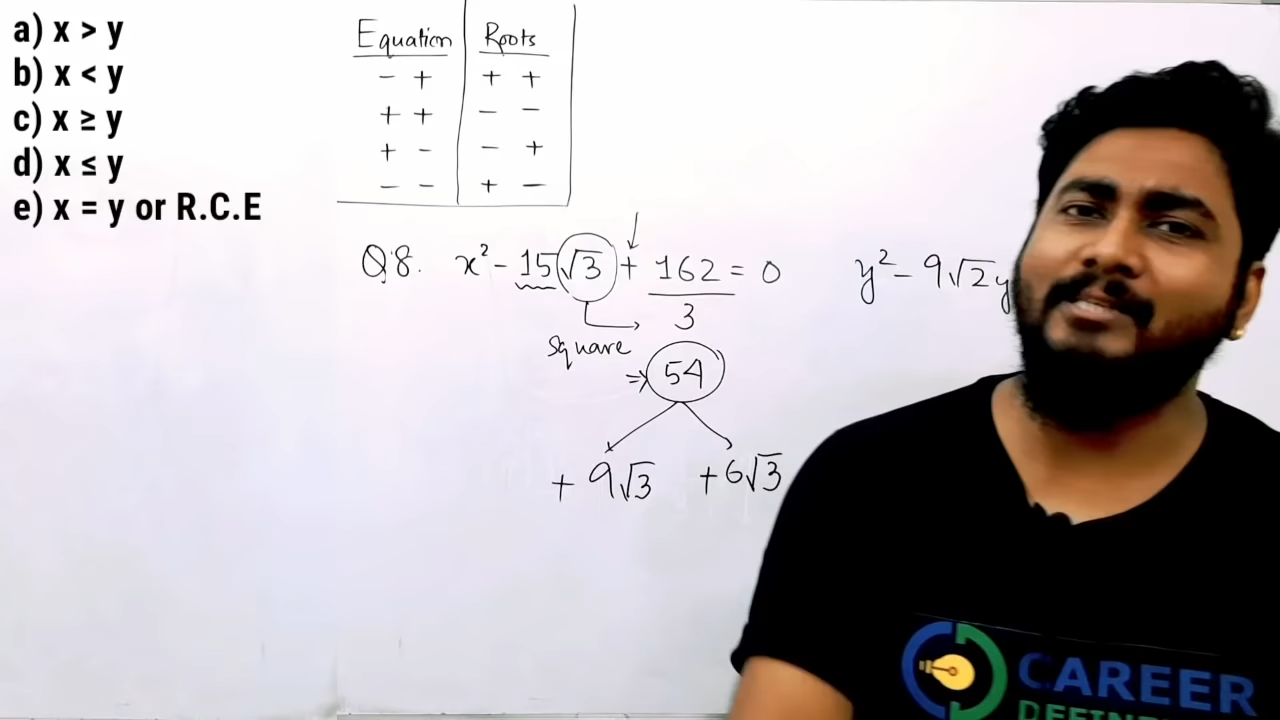 a) x > y
b) x < y
c) x ≥ y
d) x ≤ y
e) x = y or R.C.E
Equation Roots
- + + +
+ + - -
+ - - +
- - + -
Q8. x² - 15√3 + 162 = 0 y² - 9√2y
3
square
⇒ 54
+ 9√3 + 6√3
CAREER